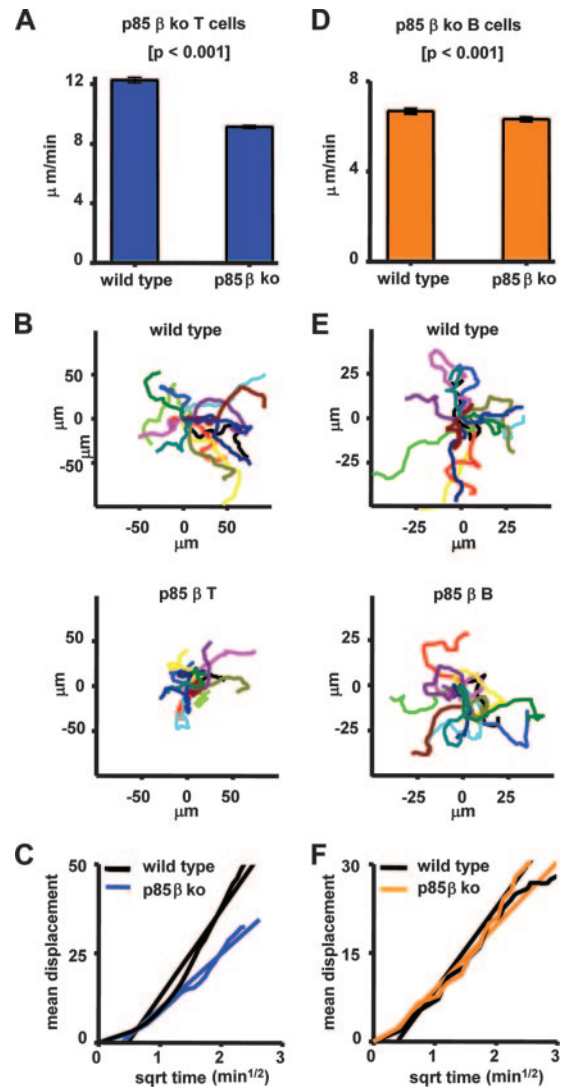 A
p85 β ko T cells
[p < 0.001]
12
8
4
0
μ m/min
wild type
p85β ko
D
p85 β ko B cells
[p < 0.001]
8
4
0
μ m/min
wild type
p85β ko
B
wild type
50
0
-50
μm
μm
-50
0
50
μm
p85 β T
50
0
-50
μm
-50
0
50
μm
E
wild type
25
0
-25
μm
-25
0
25
μm
p85 β B
25
0
-25
μm
-25
0
25
μm
C
wild type
p85β ko
50
25
0
mean displacement
0
1
2
3
sqrt time (min1/2)
F
wild type
p85β ko
30
15
0
mean displacement
0
1
2
3
sqrt time (min1/2)